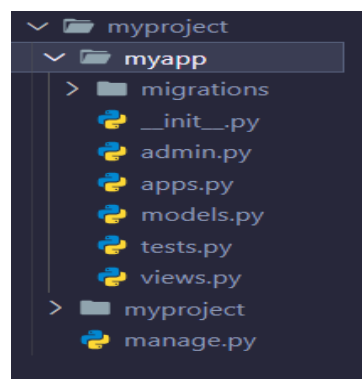 myproject
myapp
migrations
__init__.py
admin.py
apps.py
models.py
tests.py
views.py
myproject
manage.py